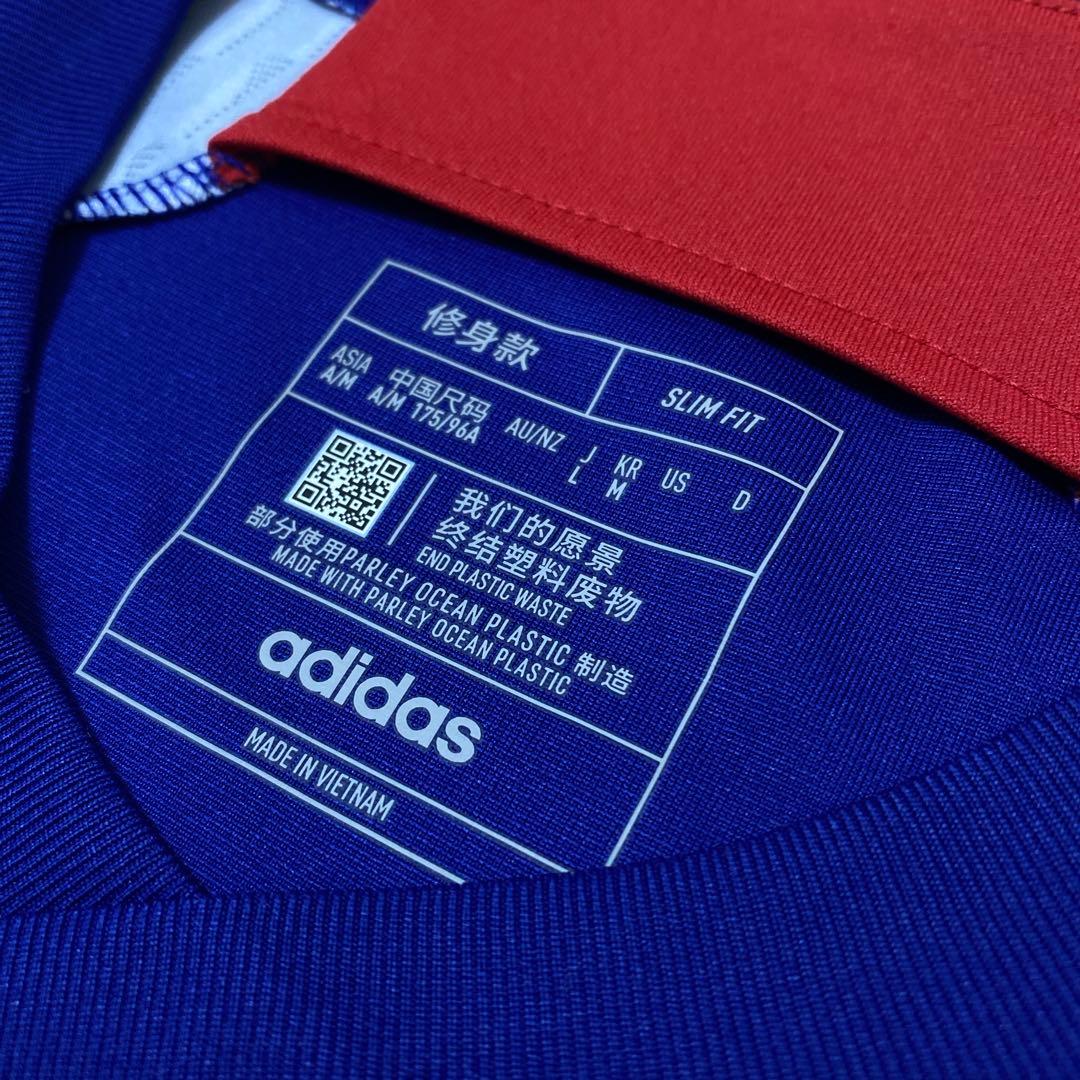 修身款 SLIM FIT
ASIA 中国尺码 AU/NZ J KR US D
A/M A/M 175/96A L M
我们的愿景
终结塑料废物
END PLASTIC WASTE
部分使用PARLEY OCEAN PLASTIC 制造
MADE WITH PARLEY OCEAN PLASTIC
adidas
MADE IN VIETNAM